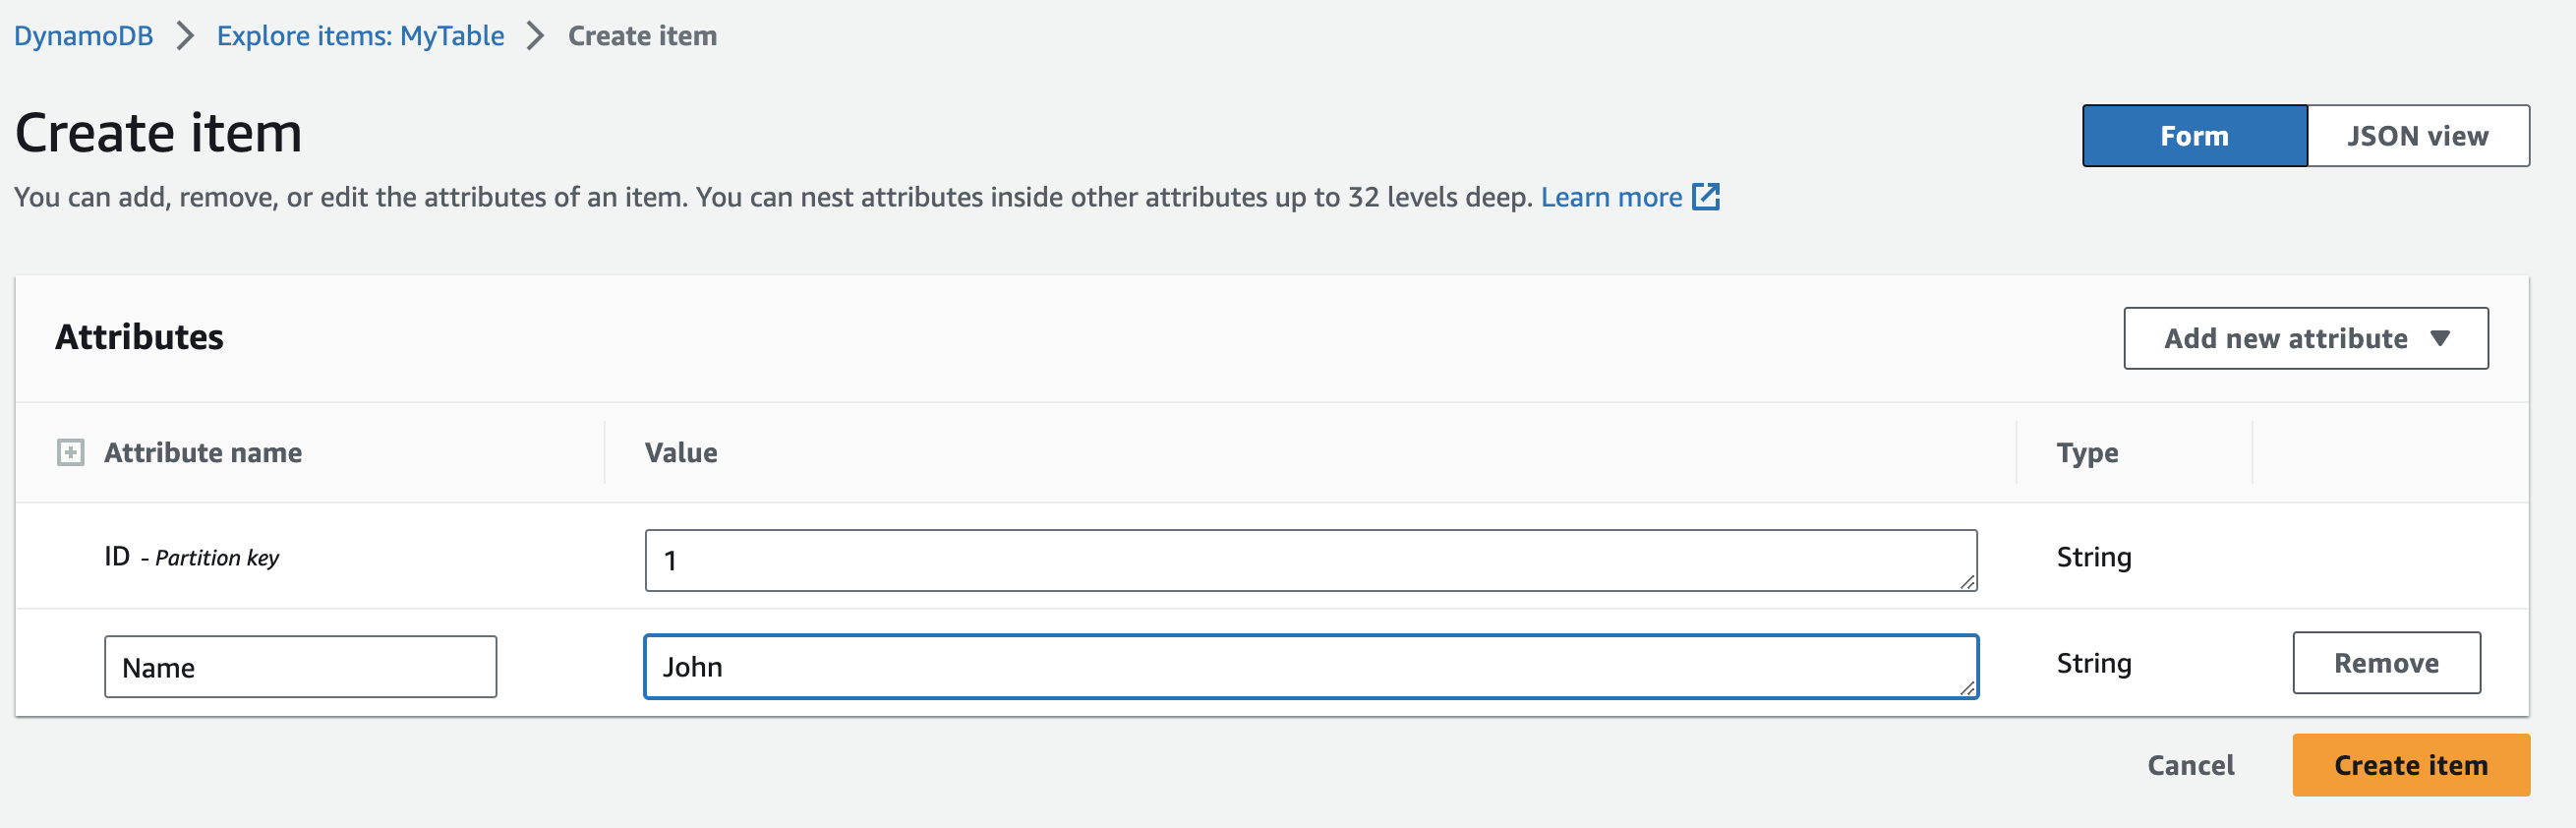 DynamoDB > Explore items: MyTable > Create item
Create item
Form JSON view
You can add, remove, or edit the attributes of an item. You can nest attributes inside other attributes up to 32 levels deep. Learn more
Attributes
Add new attribute
Attribute name Value Type
ID - Partition key 1 String
Name John String Remove
Cancel Create item